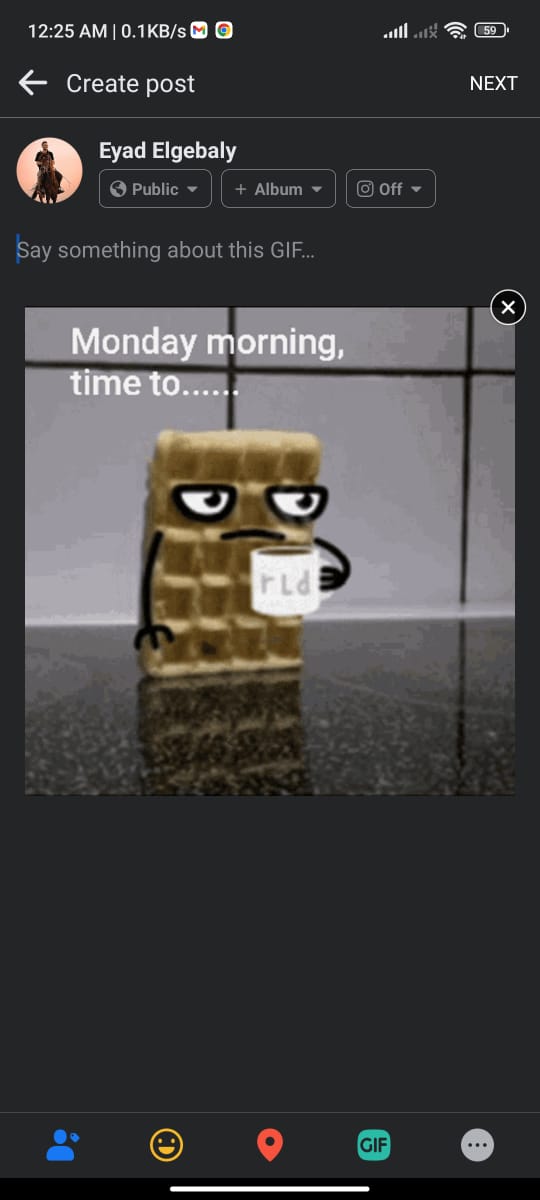 12:25 AM | 0.1KB/s
59
Create post
NEXT
Eyad Elgebaly
Public
+ Album
Off
Say something about this GIF...
Monday morning,
time to......
rLd
GIF